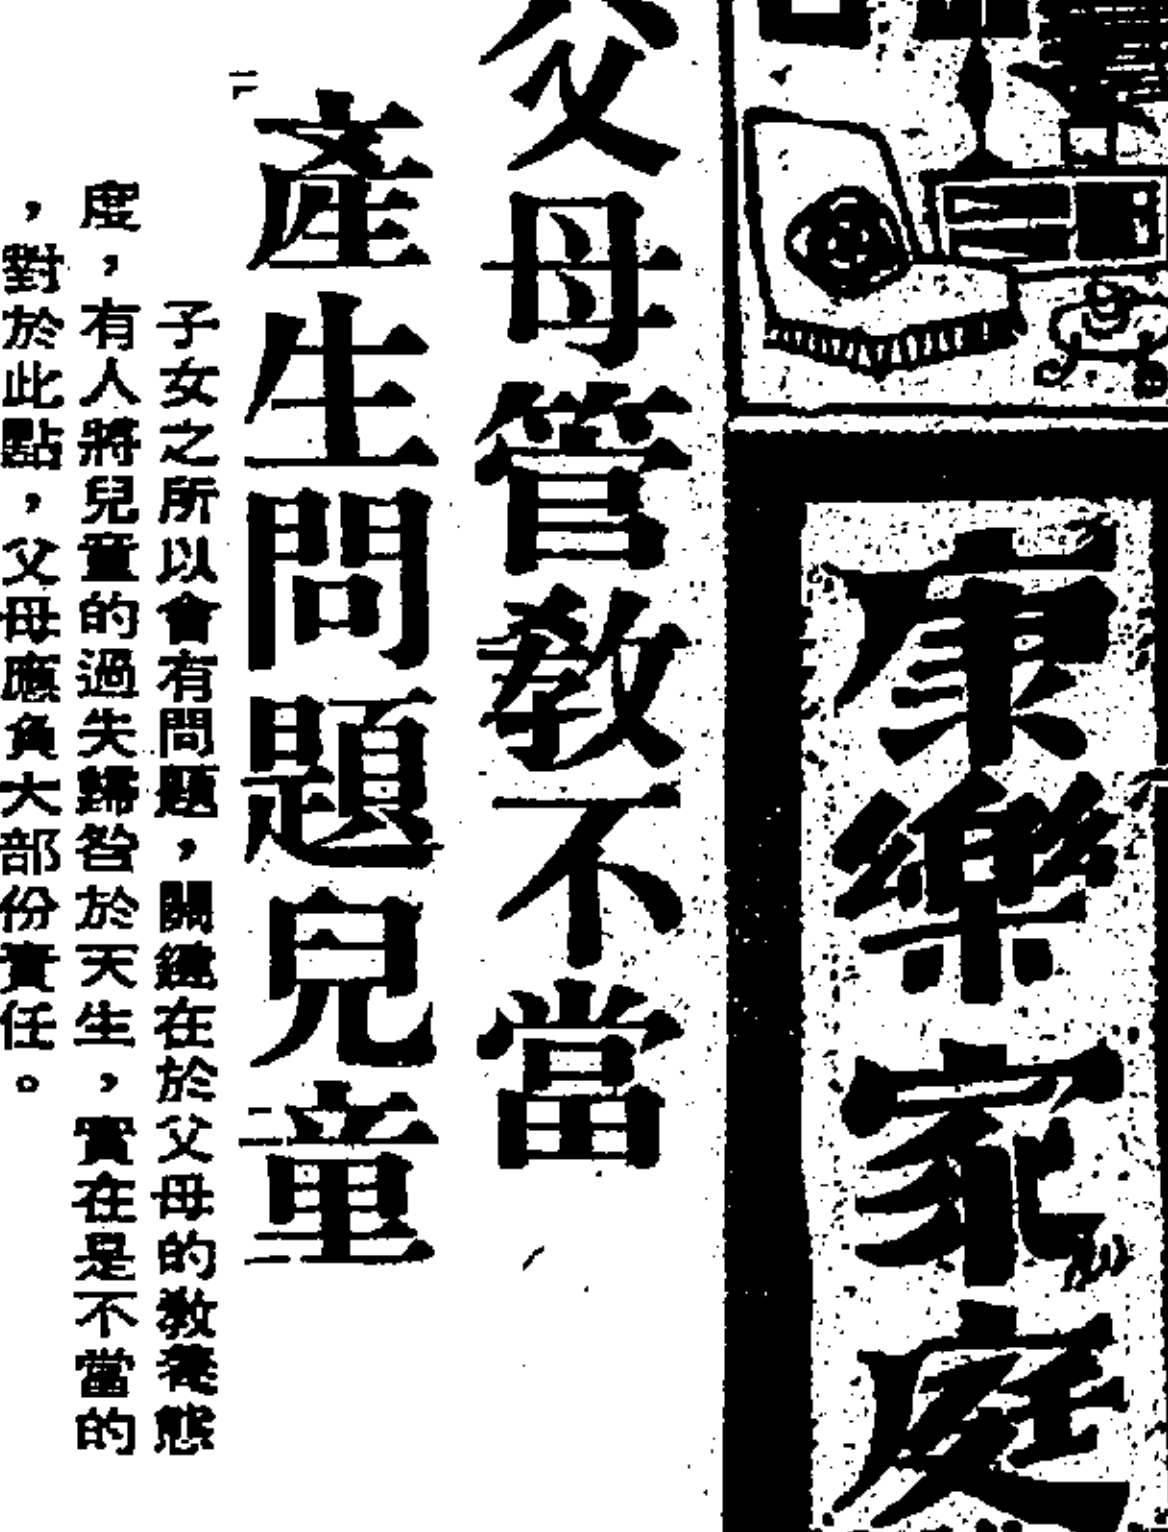 康樂家庭
父母管教不當
產生問題兒童
子女之所以會有問題，關鍵在於父母的教養態
度，有人將兒童的過失歸咎於天生，實在是不當的
，對於此點，父母應負大部份責任。